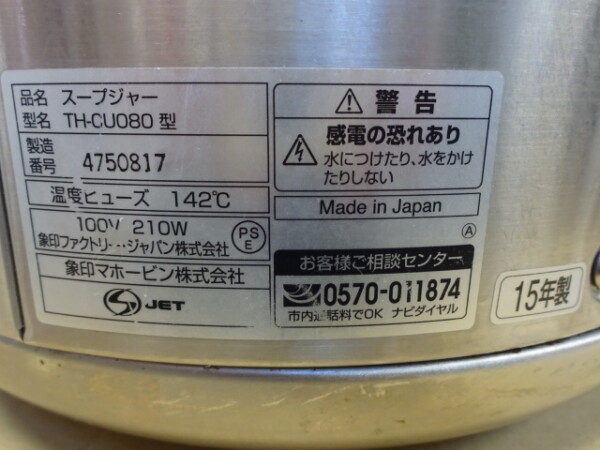 品名 スープジャー
型名 TH-CU080 型
製造番号 4750817
温度ヒューズ 142℃
100V 210W
象印ファクトリー・ジャパン株式会社
PSE
象印マホービン株式会社
JET
⚠ 警告
感電の恐れあり
水につけたり、水をかけ
たりしない
Made in Japan
Ⓐ
お客様ご相談センター
0570-011874
市内通話料でOK ナビダイヤル
15年製